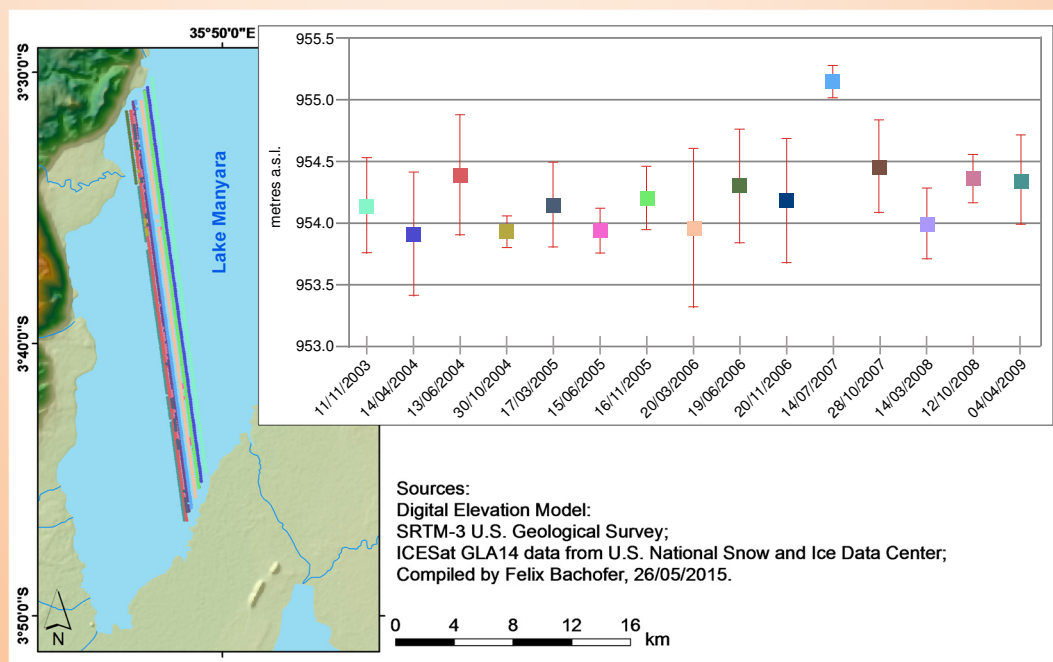 35°50'0"E
3°30'0"S
3°40'0"S
3°50'0"S
Lake Manyara
N
metres a.s.l.
955.5
955.0
954.5
954.0
953.5
953.0
11/11/2003
14/04/2004
13/06/2004
30/10/2004
17/03/2005
15/06/2005
16/11/2005
20/03/2006
19/06/2006
20/11/2006
14/07/2007
28/10/2007
14/03/2008
12/10/2008
04/04/2009
Sources:
Digital Elevation Model:
SRTM-3 U.S. Geological Survey;
ICESat GLA14 data from U.S. National Snow and Ice Data Center;
Compiled by Felix Bachofer, 26/05/2015.
0 4 8 12 16
km